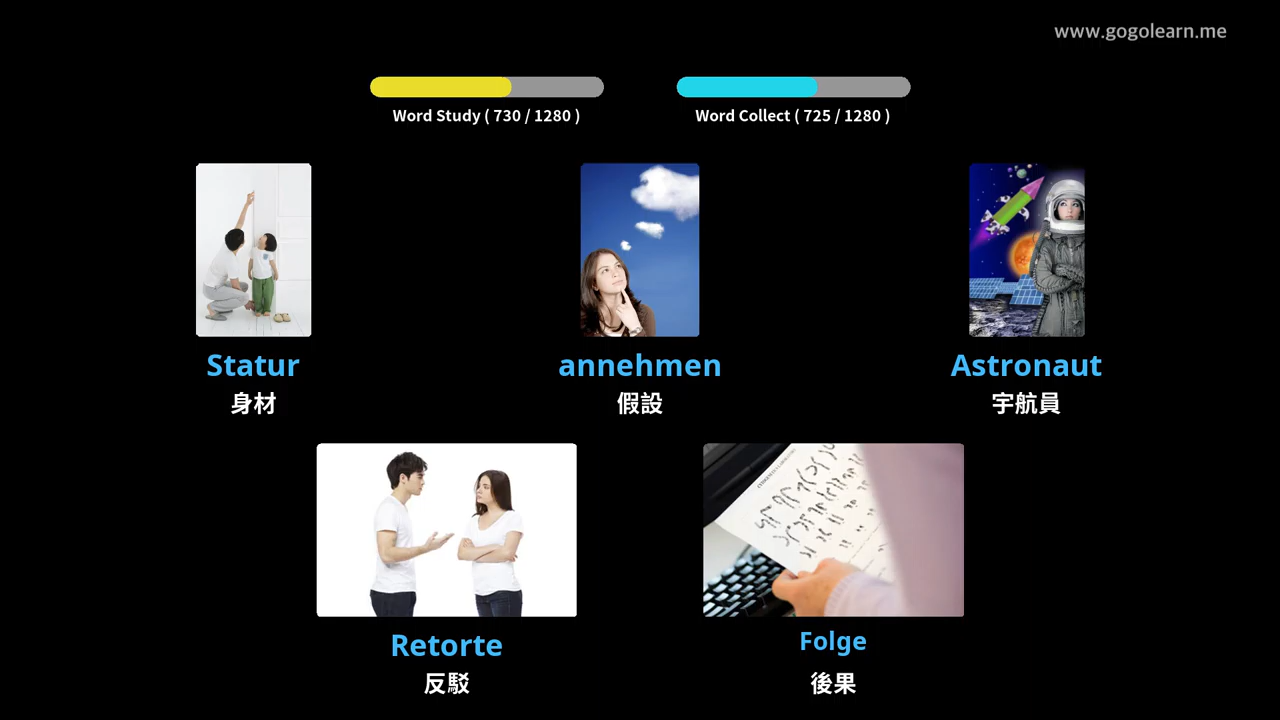 www.gogolearn.me
Word Study ( 730 / 1280 )
Word Collect ( 725 / 1280 )
Statur
annehmen
Astronaut
身材
假設
宇航員
Retorte
Folge
反駁
後果